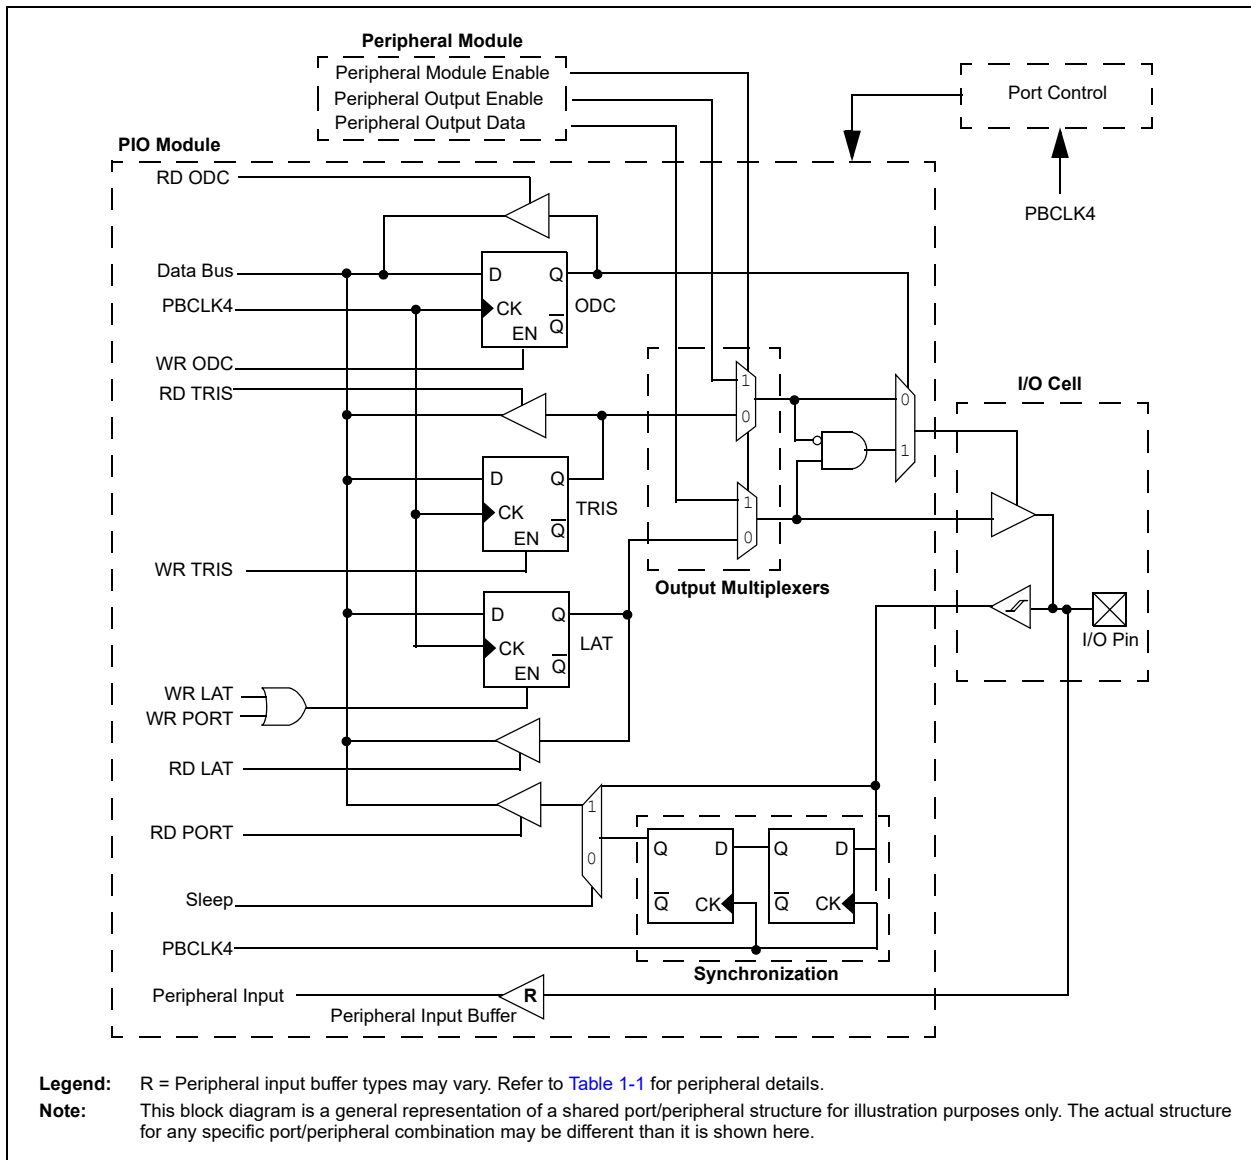 Peripheral Module
Peripheral Module Enable
Peripheral Output Enable
Peripheral Output Data
Port Control
PBCLK4
PIO Module
RD ODC
Data Bus
D
Q
PBCLK4
CK
ODC
EN
Q̅
WR ODC
RD TRIS
1
0
0
1
I/O Cell
D
Q
TRIS
CK
EN
Q̅
WR TRIS
1
0
Output Multiplexers
D
Q
LAT
CK
EN
Q̅
I/O Pin
WR LAT
WR PORT
RD LAT
RD PORT
1
0
Q
D
Q
D
Q̅
CK
Q̅
CK
Sleep
PBCLK4
Synchronization
Peripheral Input
R
Peripheral Input Buffer
Legend: R = Peripheral input buffer types may vary. Refer to Table 1-1 for peripheral details.
Note: This block diagram is a general representation of a shared port/peripheral structure for illustration purposes only. The actual structure
for any specific port/peripheral combination may be different than it is shown here.